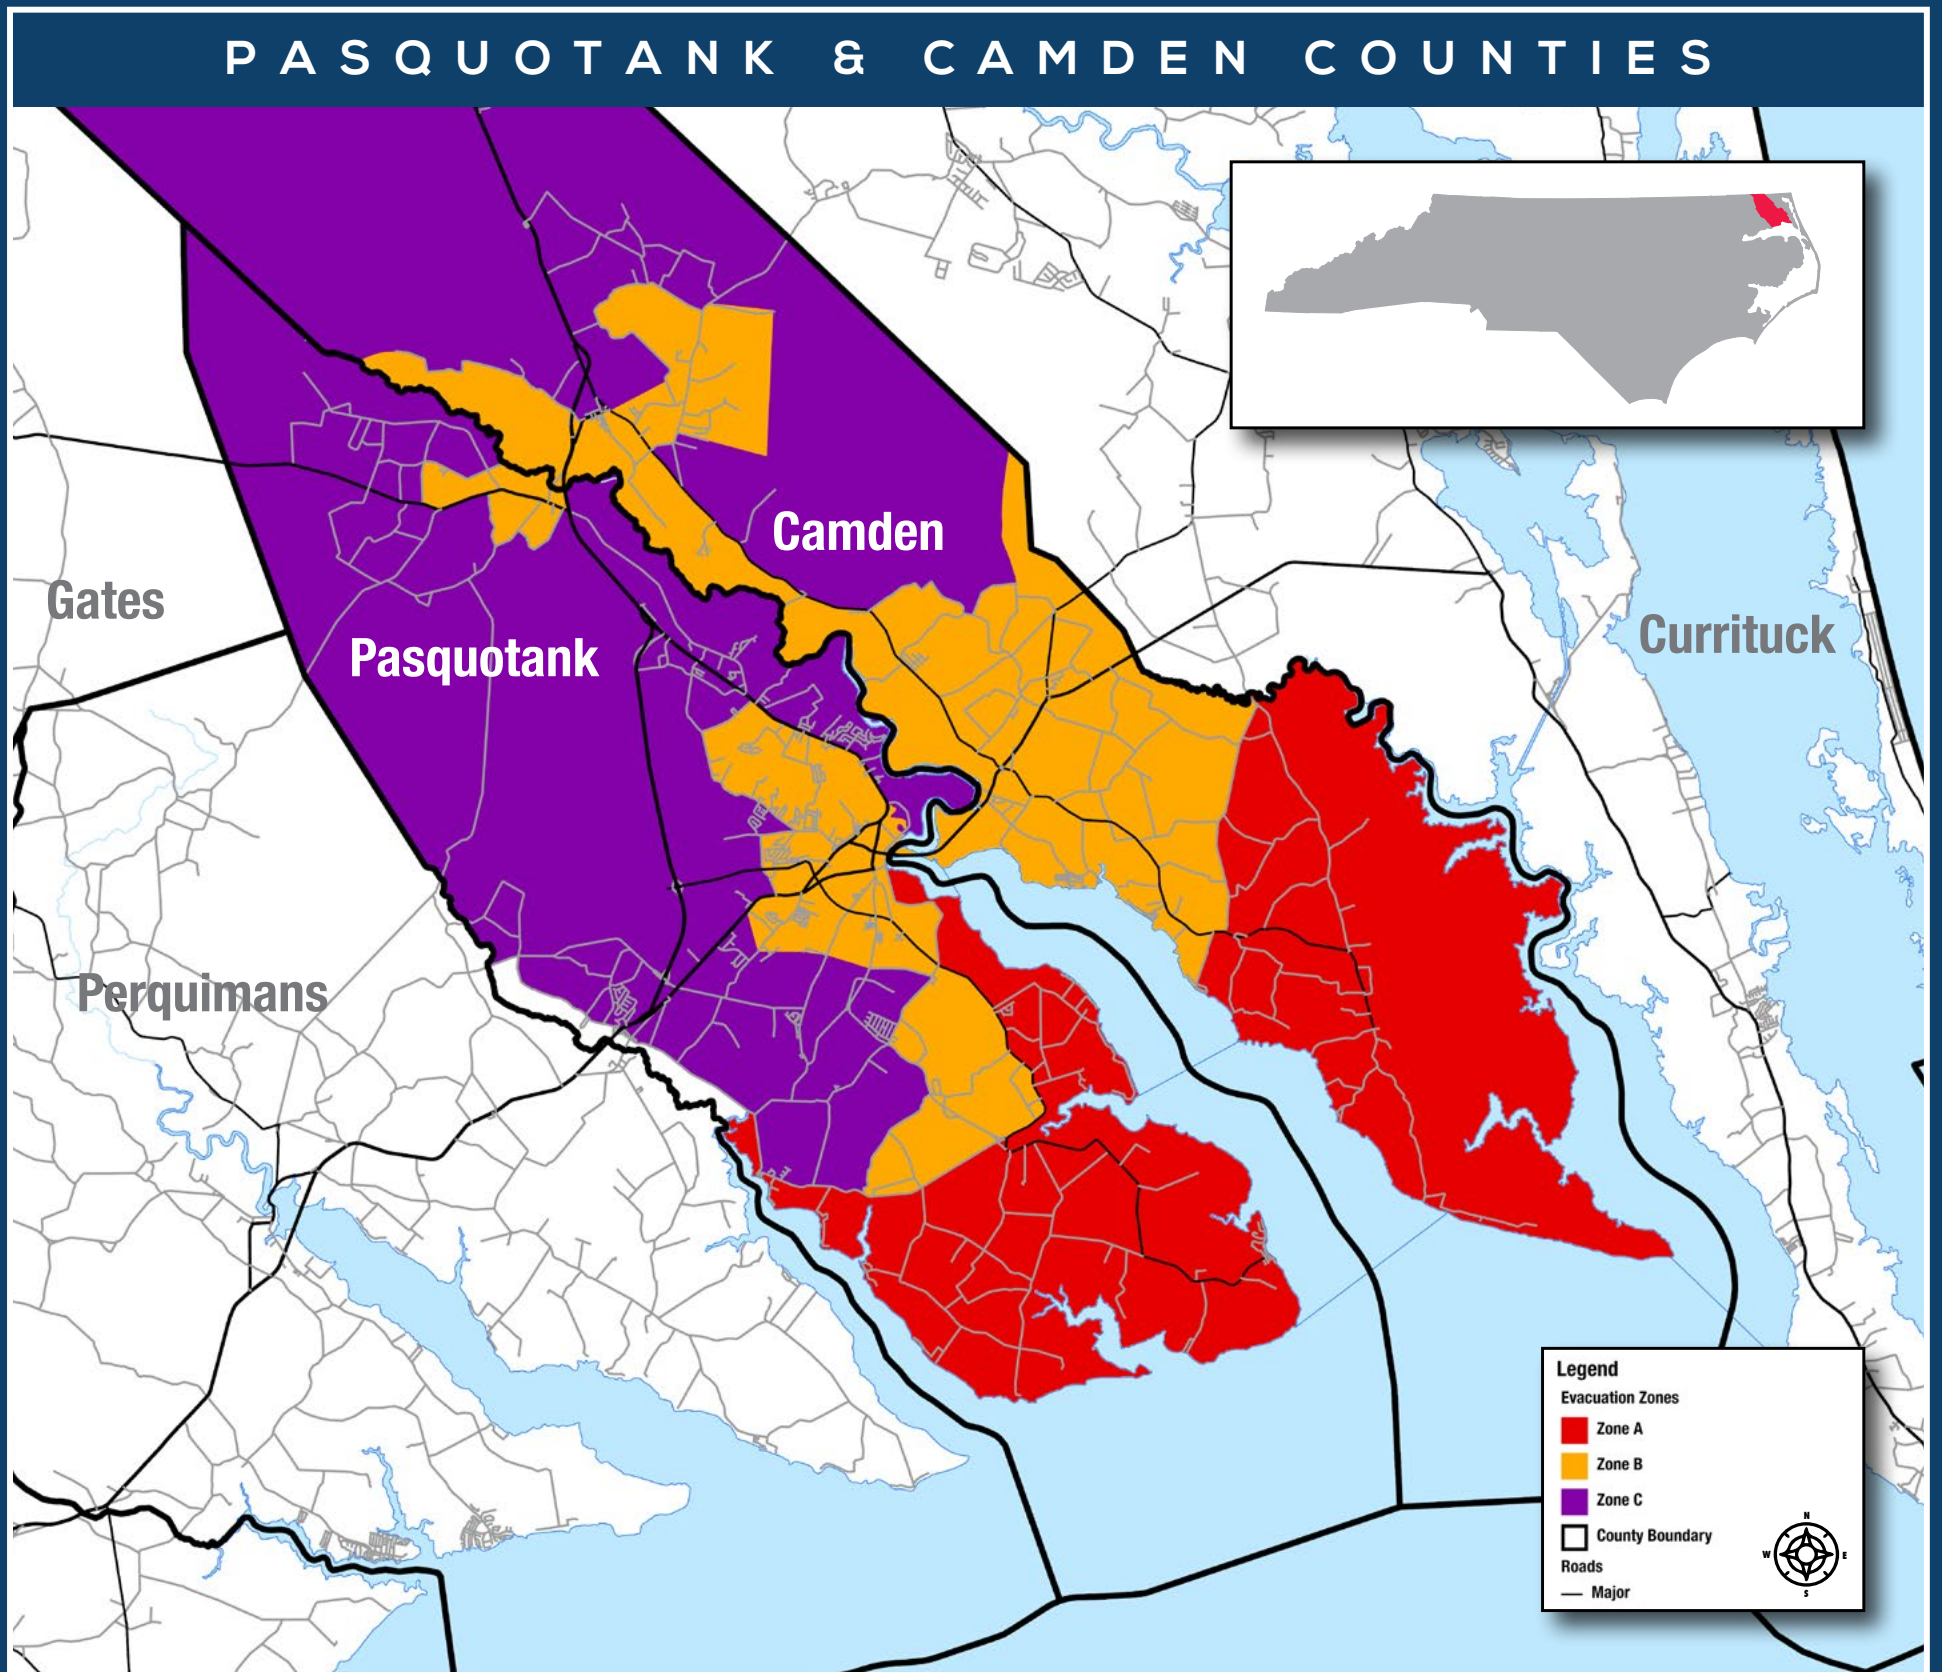 PASQUOTANK & CAMDEN COUNTIES
Camden
Gates
Currituck
Pasquotank
Perquimans
Legend
Evacuation Zones
Zone A
Zone B
Zone C
County Boundary
Roads
Major
N
W E
S